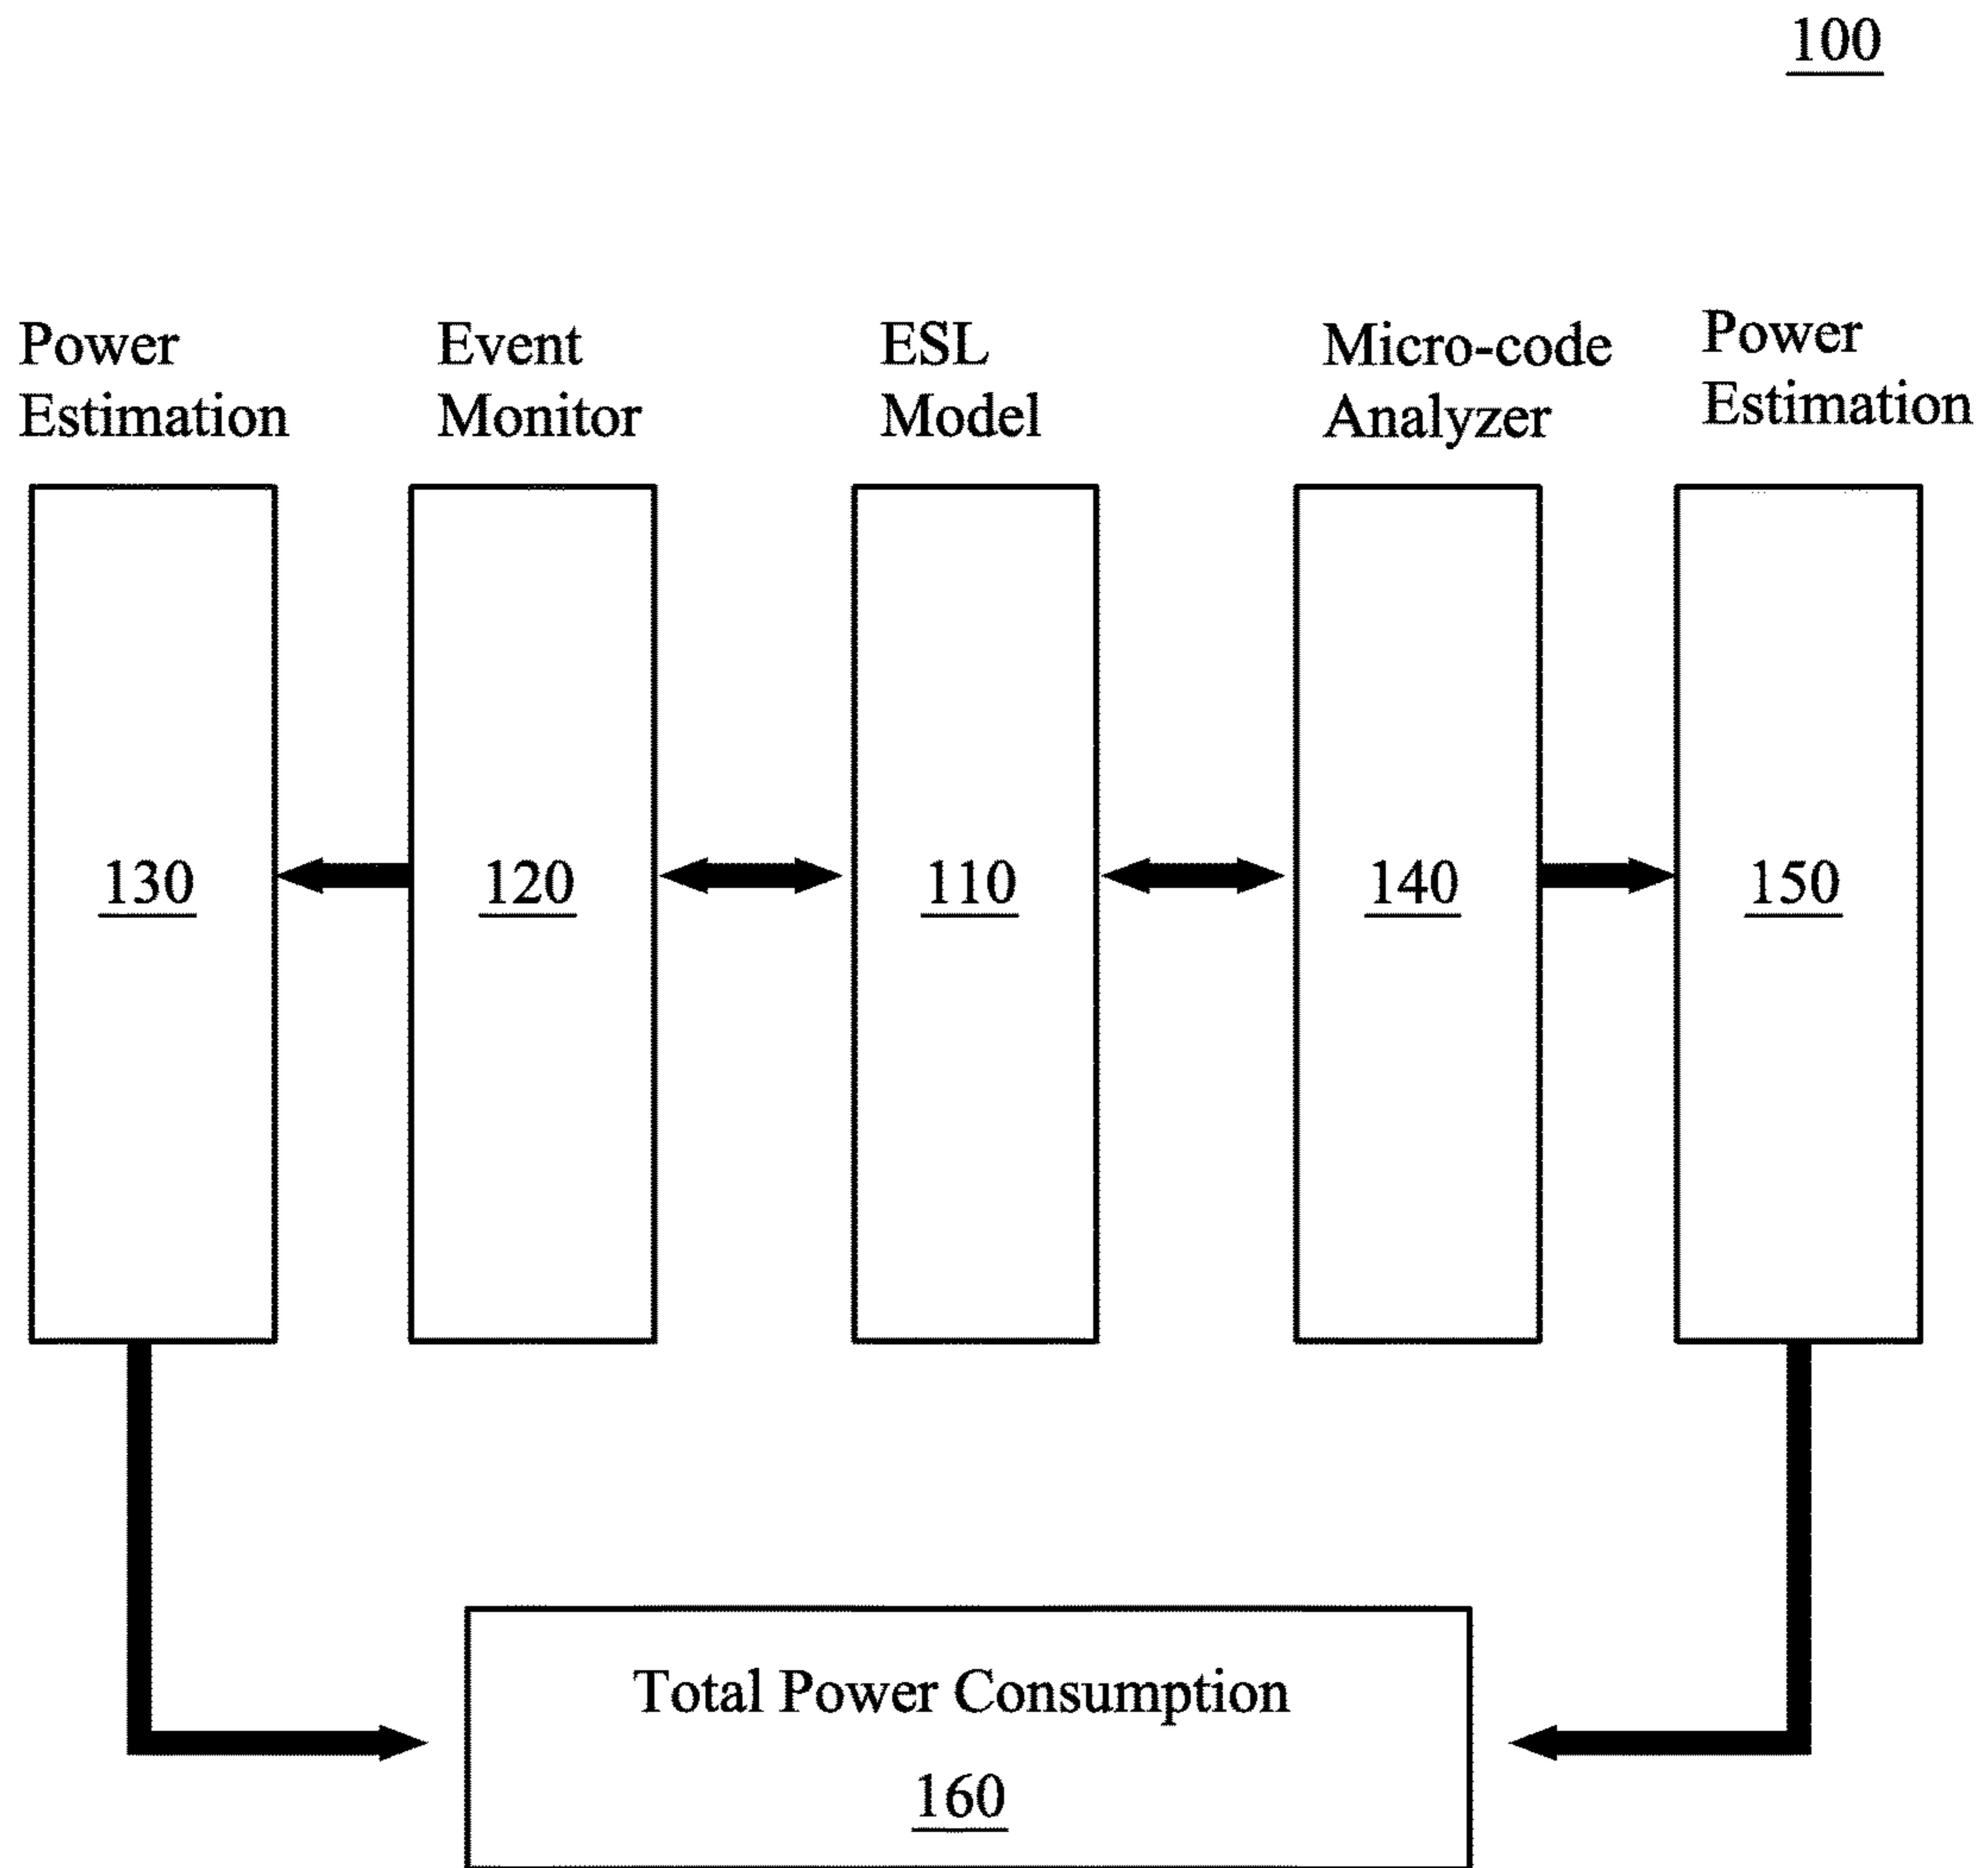 100
Power
Estimation
Event
Monitor
ESL
Model
Micro-code
Analyzer
Power
Estimation
130
120
110
140
150
Total Power Consumption
160